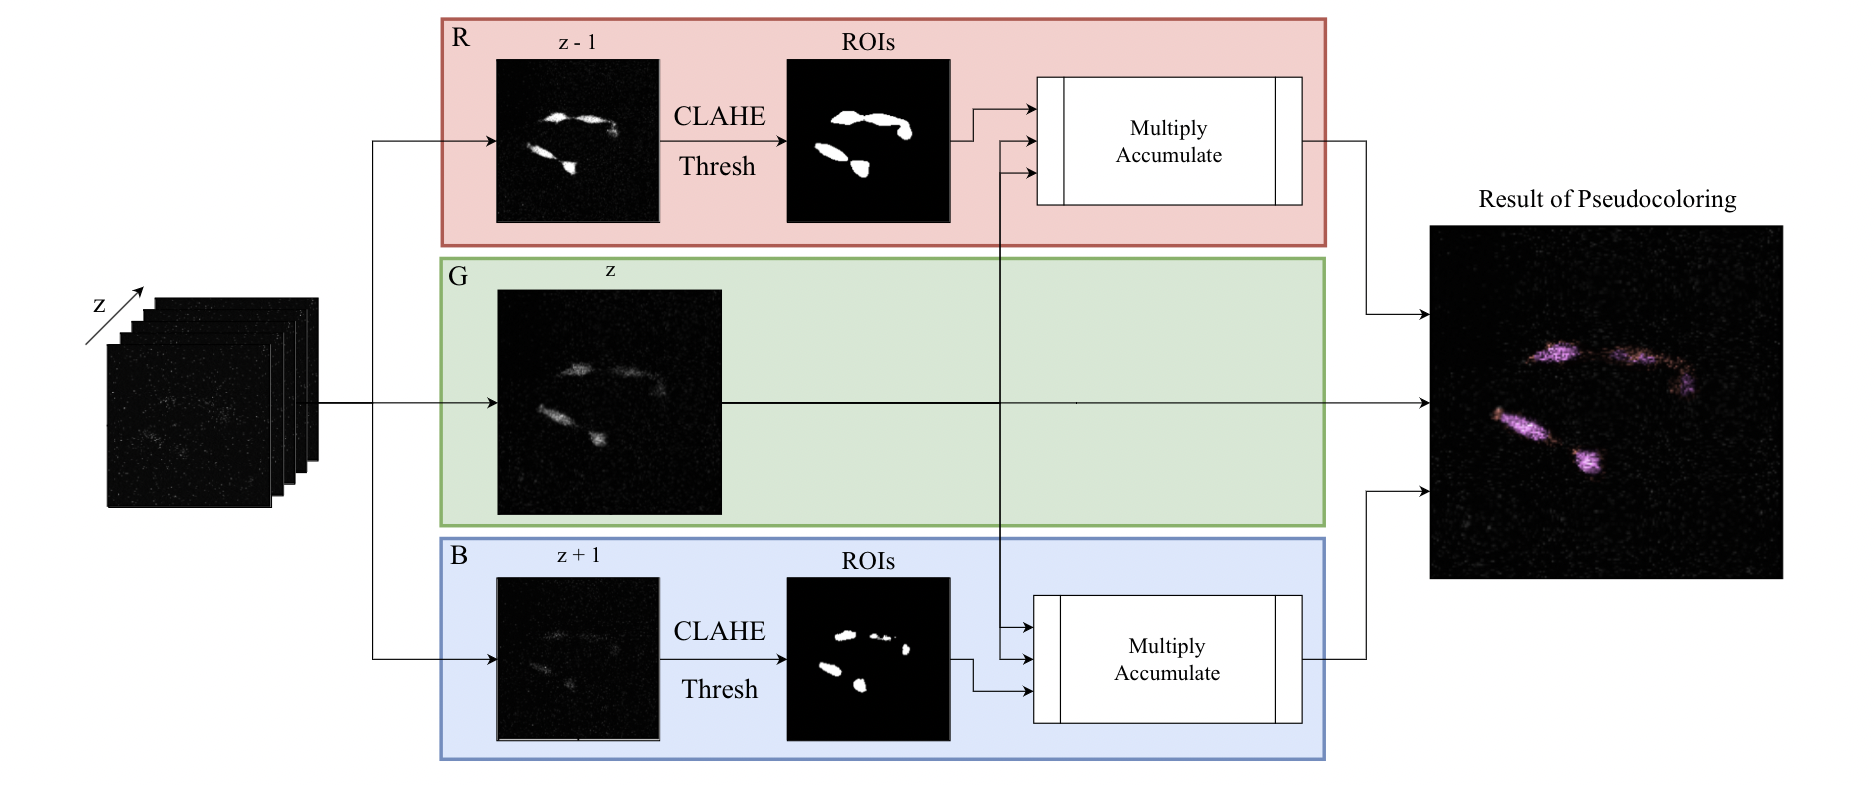 z
R
z - 1
CLAHE
Thresh
ROIs
Multiply
Accumulate
G
z
B
z + 1
CLAHE
Thresh
ROIs
Multiply
Accumulate
Result of Pseudocoloring